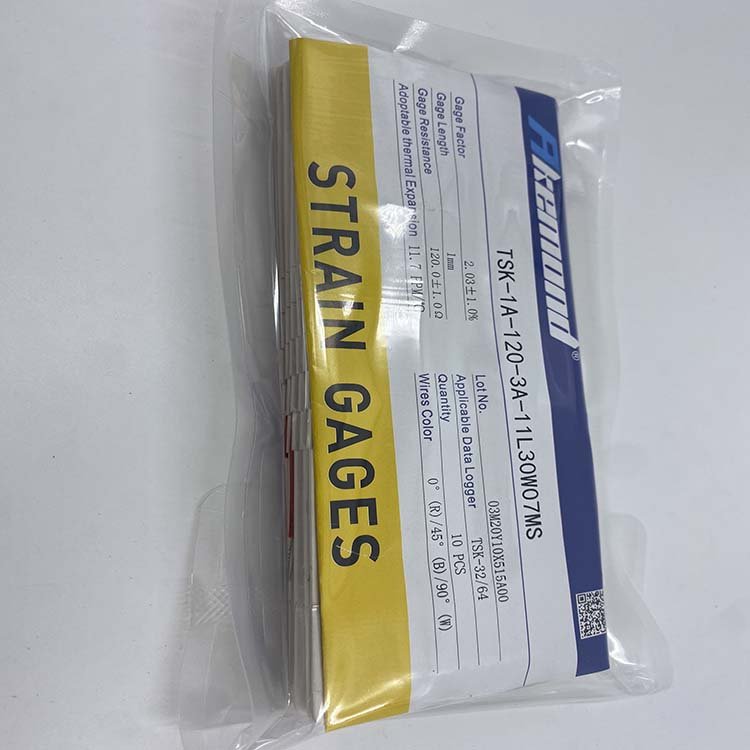 Akemond®
TSK-1A-120-3A-11L30W07MS
Gage Factor 2.03±1.0%
Gage Length 1mm
Gage Resistance 120.0±1.0Ω
Adoptable thermal Expansion 11.7 PPM/℃
Lot No. 03M20Y10X515A00
Applicable Data Logger TSK-32/64
Quantity 10 PCS
Wires Color 0° (R)/45° (B)/90° (W)
STRAIN GAGES